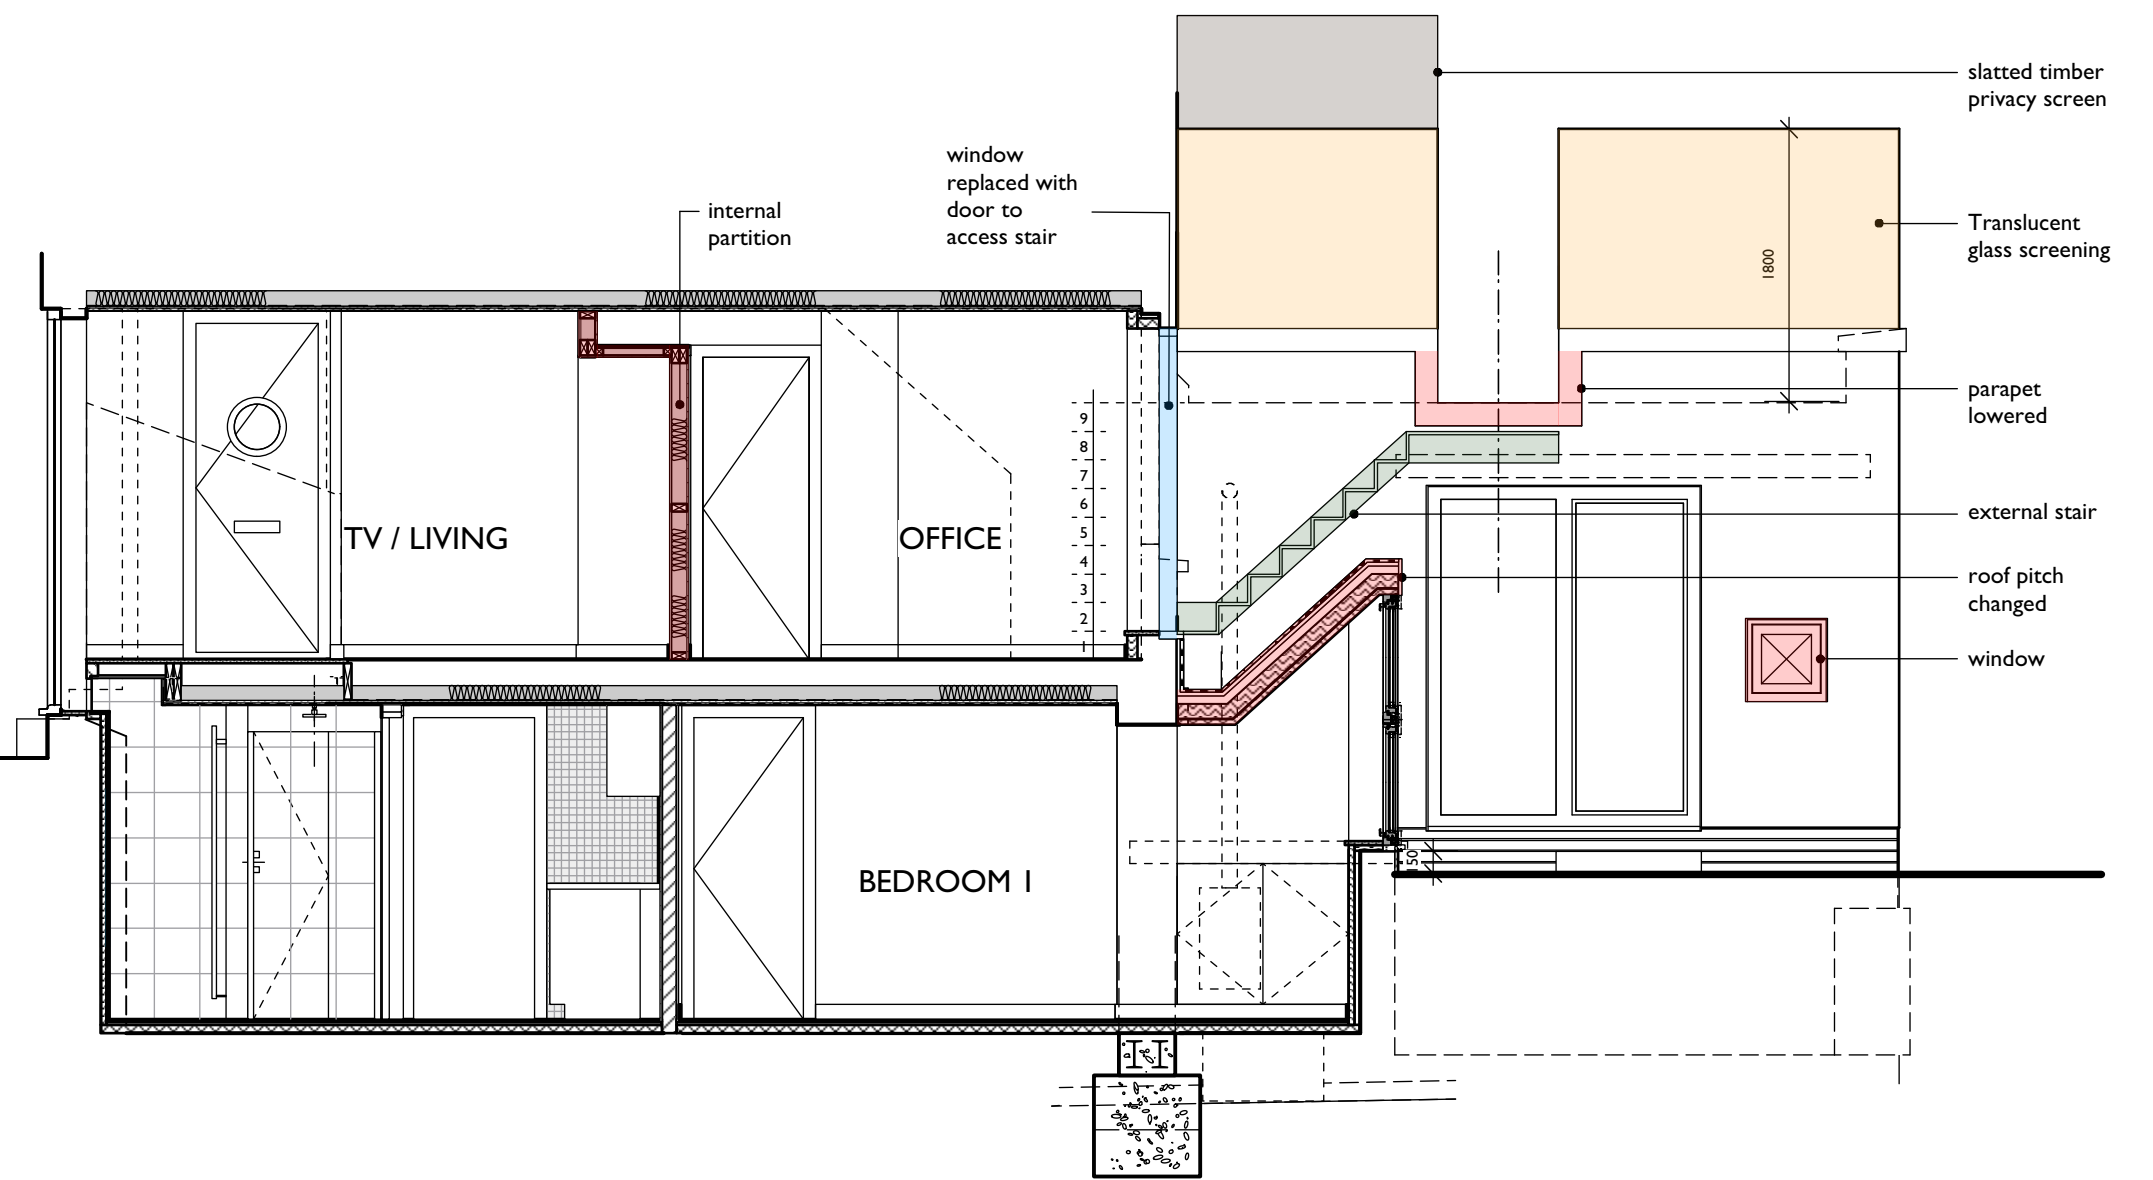 slatted timber
privacy screen
window
replaced with
door to
access stair
internal
partition
Translucent
glass screening
1800
parapet
lowered
9
8
7
6
5
4
3
2
1
TV / LIVING
OFFICE
external stair
roof pitch
changed
window
150
BEDROOM 1